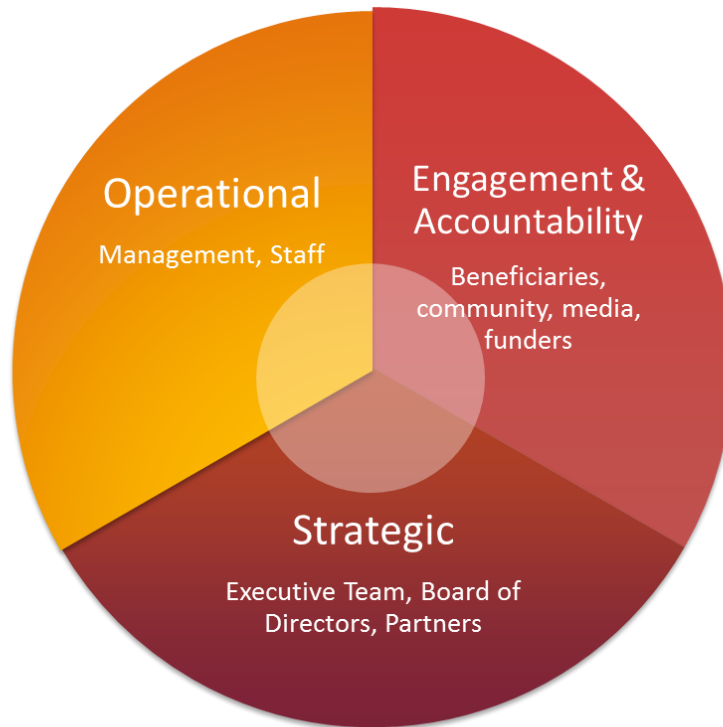 Operational
Management, Staff
Engagement &
Accountability
Beneficiaries,
community, media,
funders
Strategic
Executive Team, Board of
Directors, Partners